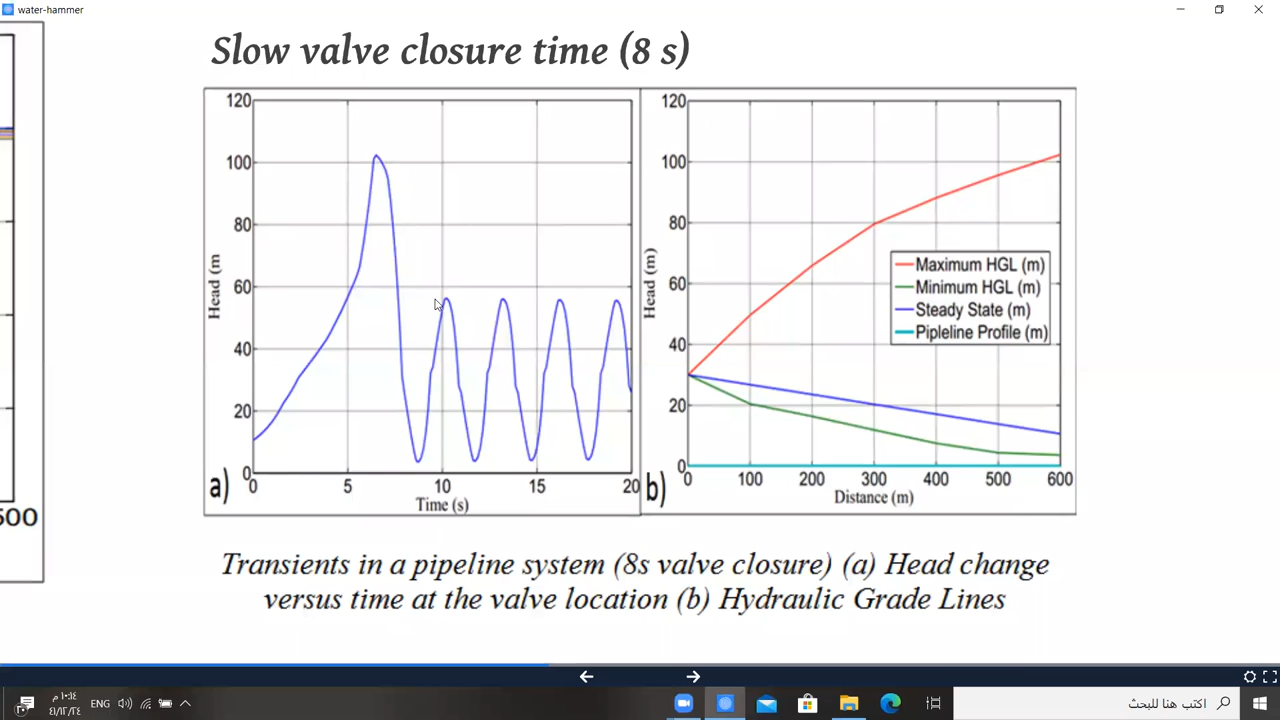 water-hammer
Slow valve closure time (8 s)
120
100
80
60
40
20
0
Head (m
a)
0 5 10 15 20
Time (s)
120
100
80
60
40
20
0
Head (m)
Maximum HGL (m)
Minimum HGL (m)
Steady State (m)
Pipleline Profile (m)
b)
0 100 200 300 400 500 600
Distance (m)
500
Transients in a pipeline system (8s valve closure) (a) Head change
versus time at the valve location (b) Hydraulic Grade Lines
١٠:١٤ م
ENG
اكتب هنا للبحث